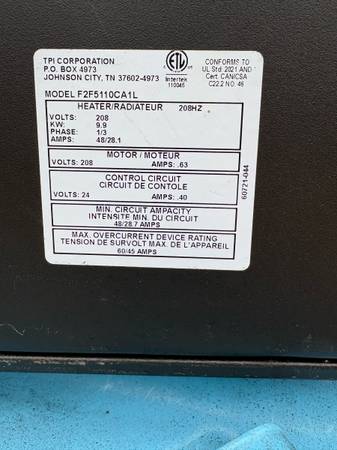 TPI CORPORATION
P.O. BOX 4973
JOHNSON CITY, TN 37602-4973
ETL
Intertek
110045
CONFORMS TO
UL Std. 2021 AND
Cert. CAN/CSA
C22.2 NO. 46
MODEL F2F5110CA1L
HEATER/RADIATEUR 208HZ
VOLTS: 208
KW: 9.9
PHASE: 1/3
AMPS: 48/28.1
MOTOR / MOTEUR
VOLTS: 208 AMPS: .63
CONTROL CIRCUIT
CIRCUIT DE CONTOLE
VOLTS: 24 AMPS: .40
MIN. CIRCUIT AMPACITY
INTENSITE MIN. DU CIRCUIT
48/28.7 AMPS
MAX. OVERCURRENT DEVICE RATING
TENSION DE SURVOLT MAX. DE L'APPAREIL
60/45 AMPS
60721-044